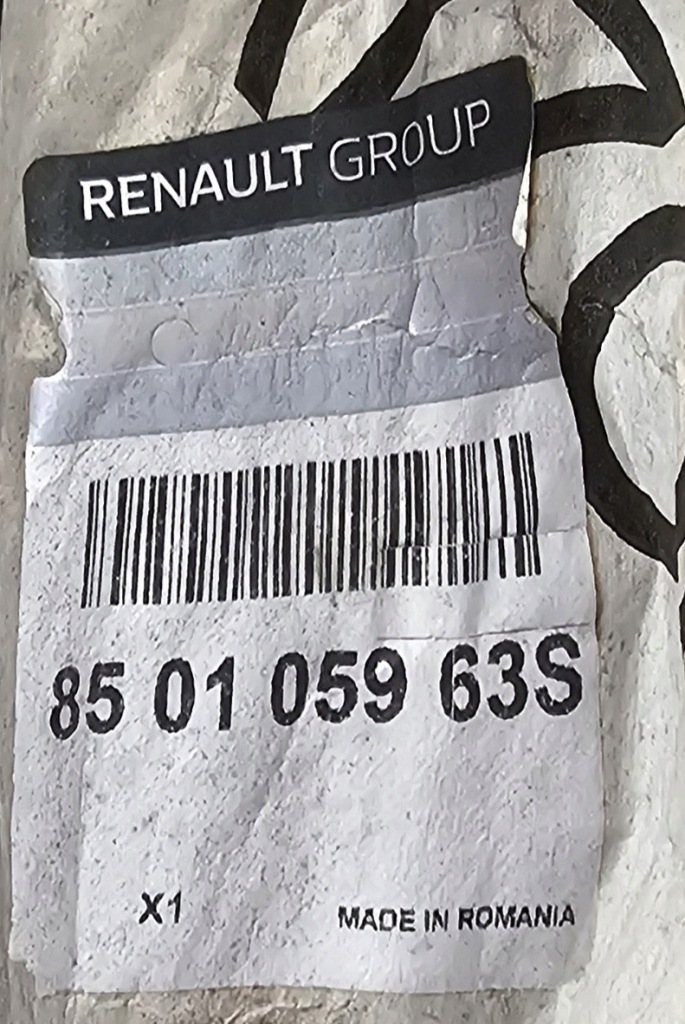 RENAULT GROUP
85 01 059 63S
X1
MADE IN ROMANIA